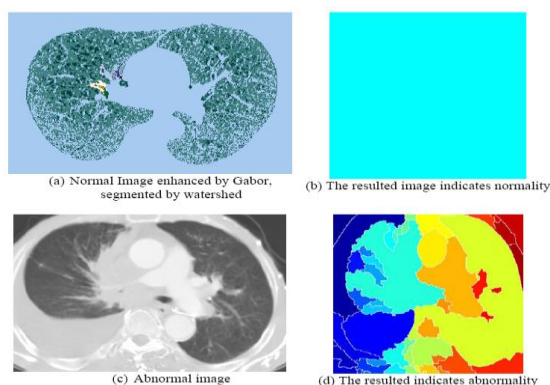 (a) Normal Image enhanced by Gabor,
segmented by watershed
(b) The resulted image indicates normality
(c) Abnormal image
(d) The resulted indicates abnormality